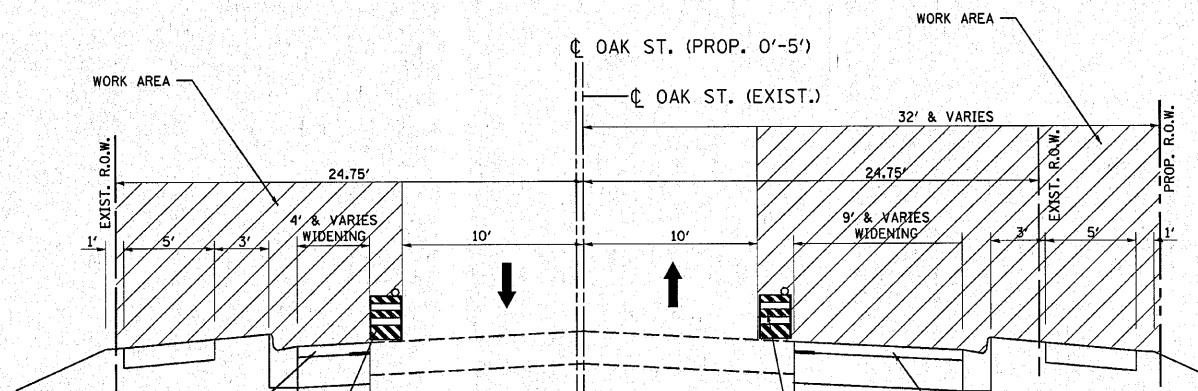 WORK AREA
℄ OAK ST. (PROP. 0'-5')
WORK AREA
℄ OAK ST. (EXIST.)
32' & VARIES
EXIST. R.O.W.
24.75'
24.75'
EXIST. R.O.W.
PROP. R.O.W.
1'
5'
3'
4' & VARIES
WIDENING
10'
10'
9' & VARIES
WIDENING
3'
5'
1'